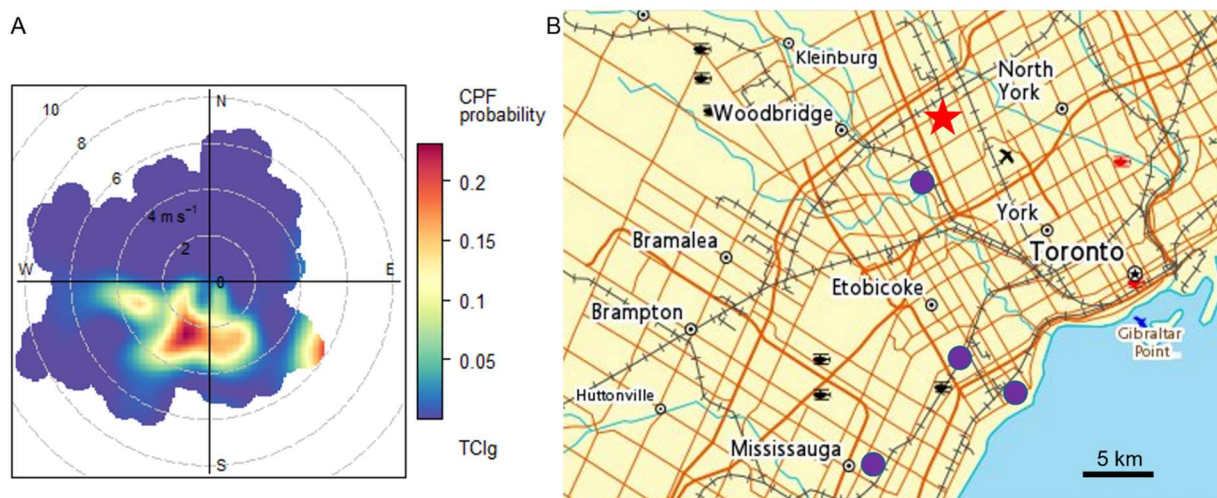 A
10
8
6
4 m s⁻¹
2
0
N
W
E
S
CPF
probability
0.2
0.15
0.1
0.05
TClg
B
Kleinburg
North
York
Woodbridge
York
Bramalea
Toronto
Etobicoke
Brampton
Gibraltar
Point
Huttonville
Mississauga
5 km